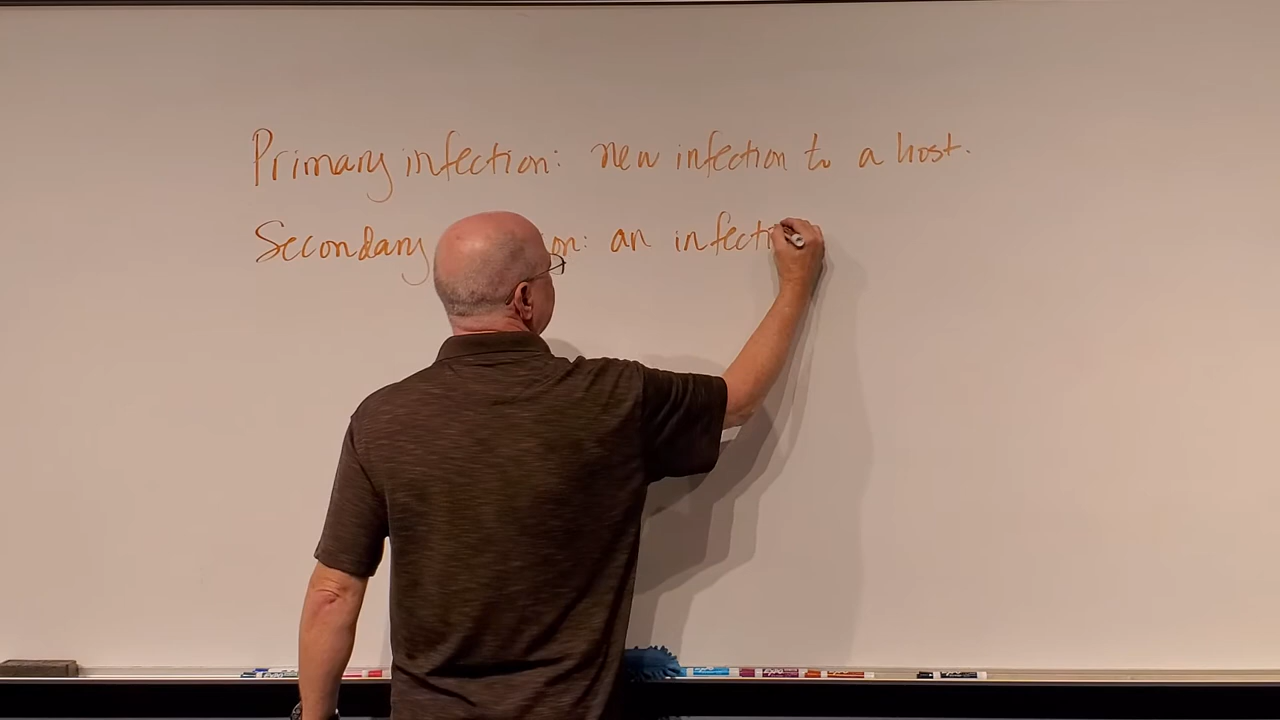 Primary infection: new infection to a host.
Secondary on: an infecti